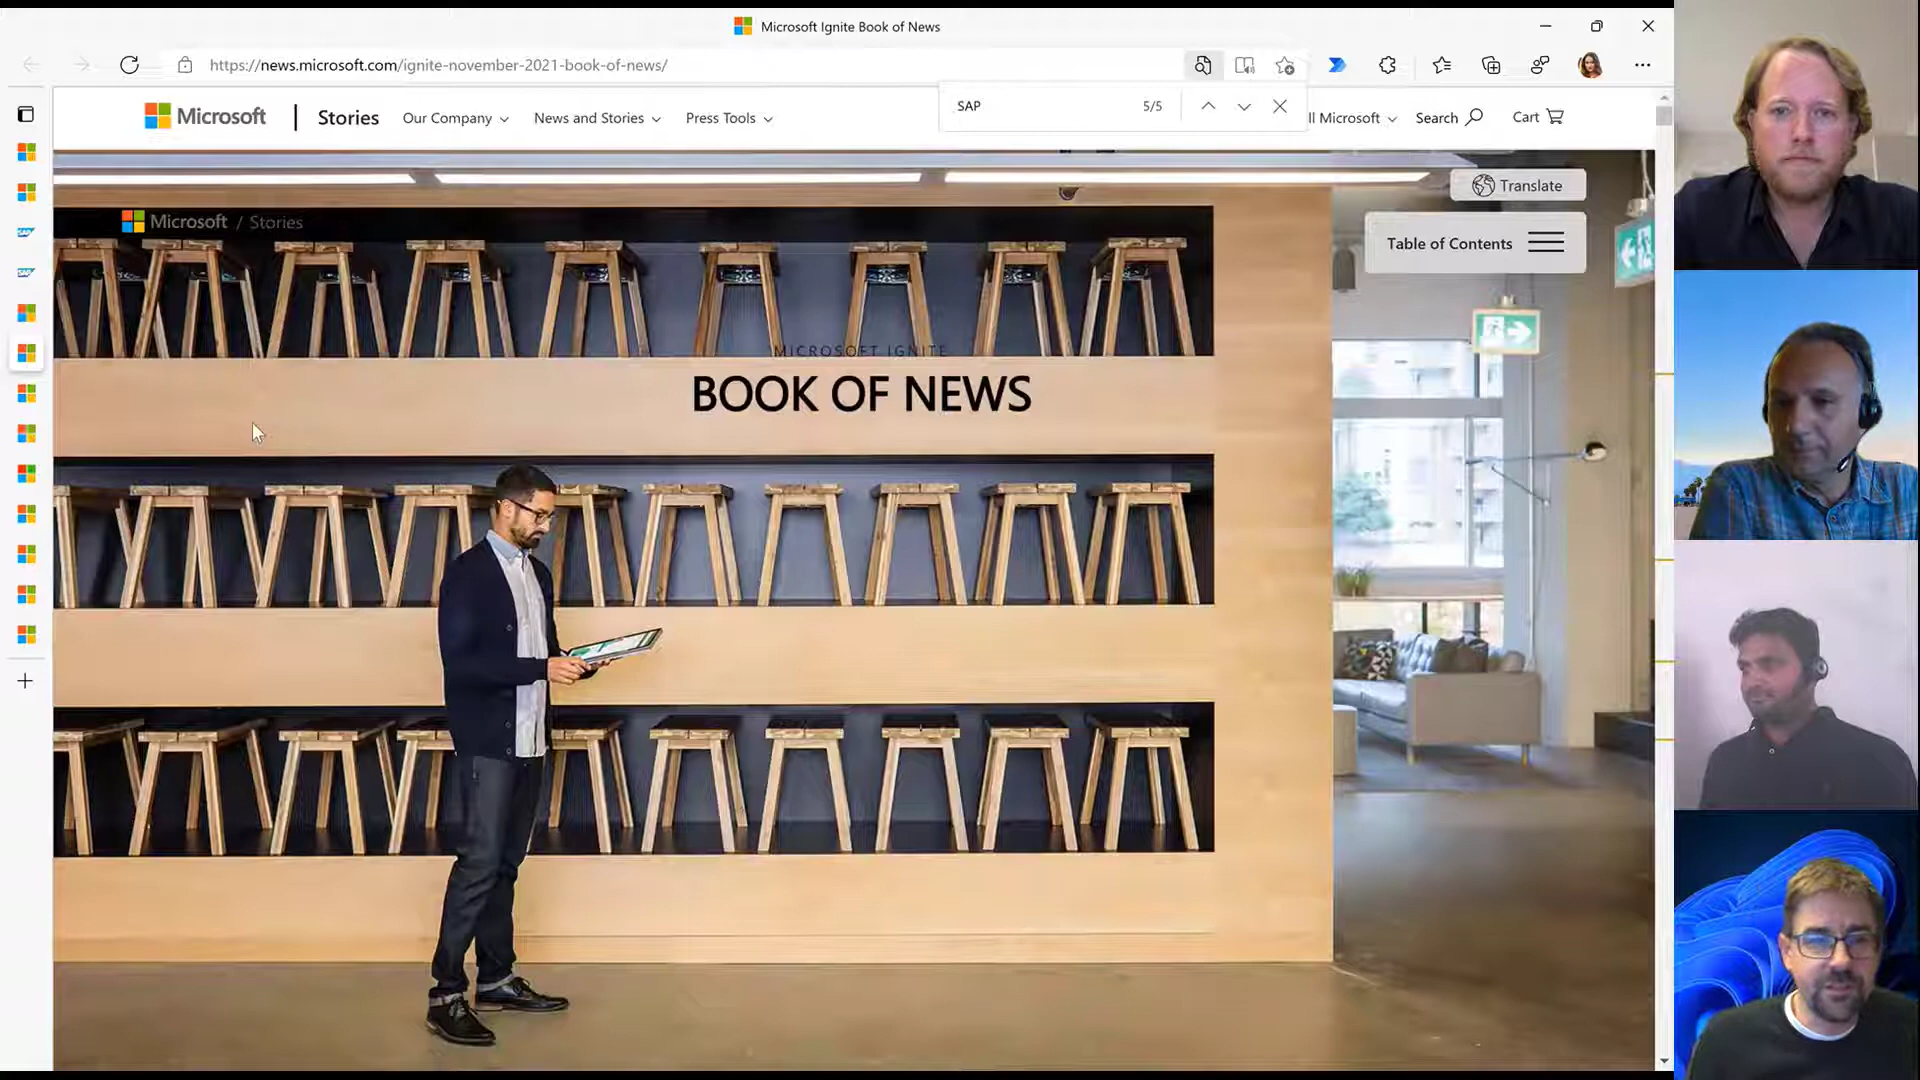 Microsoft Ignite Book of News
https://news.microsoft.com/ignite-november-2021-book-of-news/
SAP 5/5
Microsoft | Stories Our Company News and Stories Press Tools ll Microsoft Search Cart
Translate
Microsoft / Stories
Table of Contents
MICROSOFT IGNITE
BOOK OF NEWS
SAP
SAP